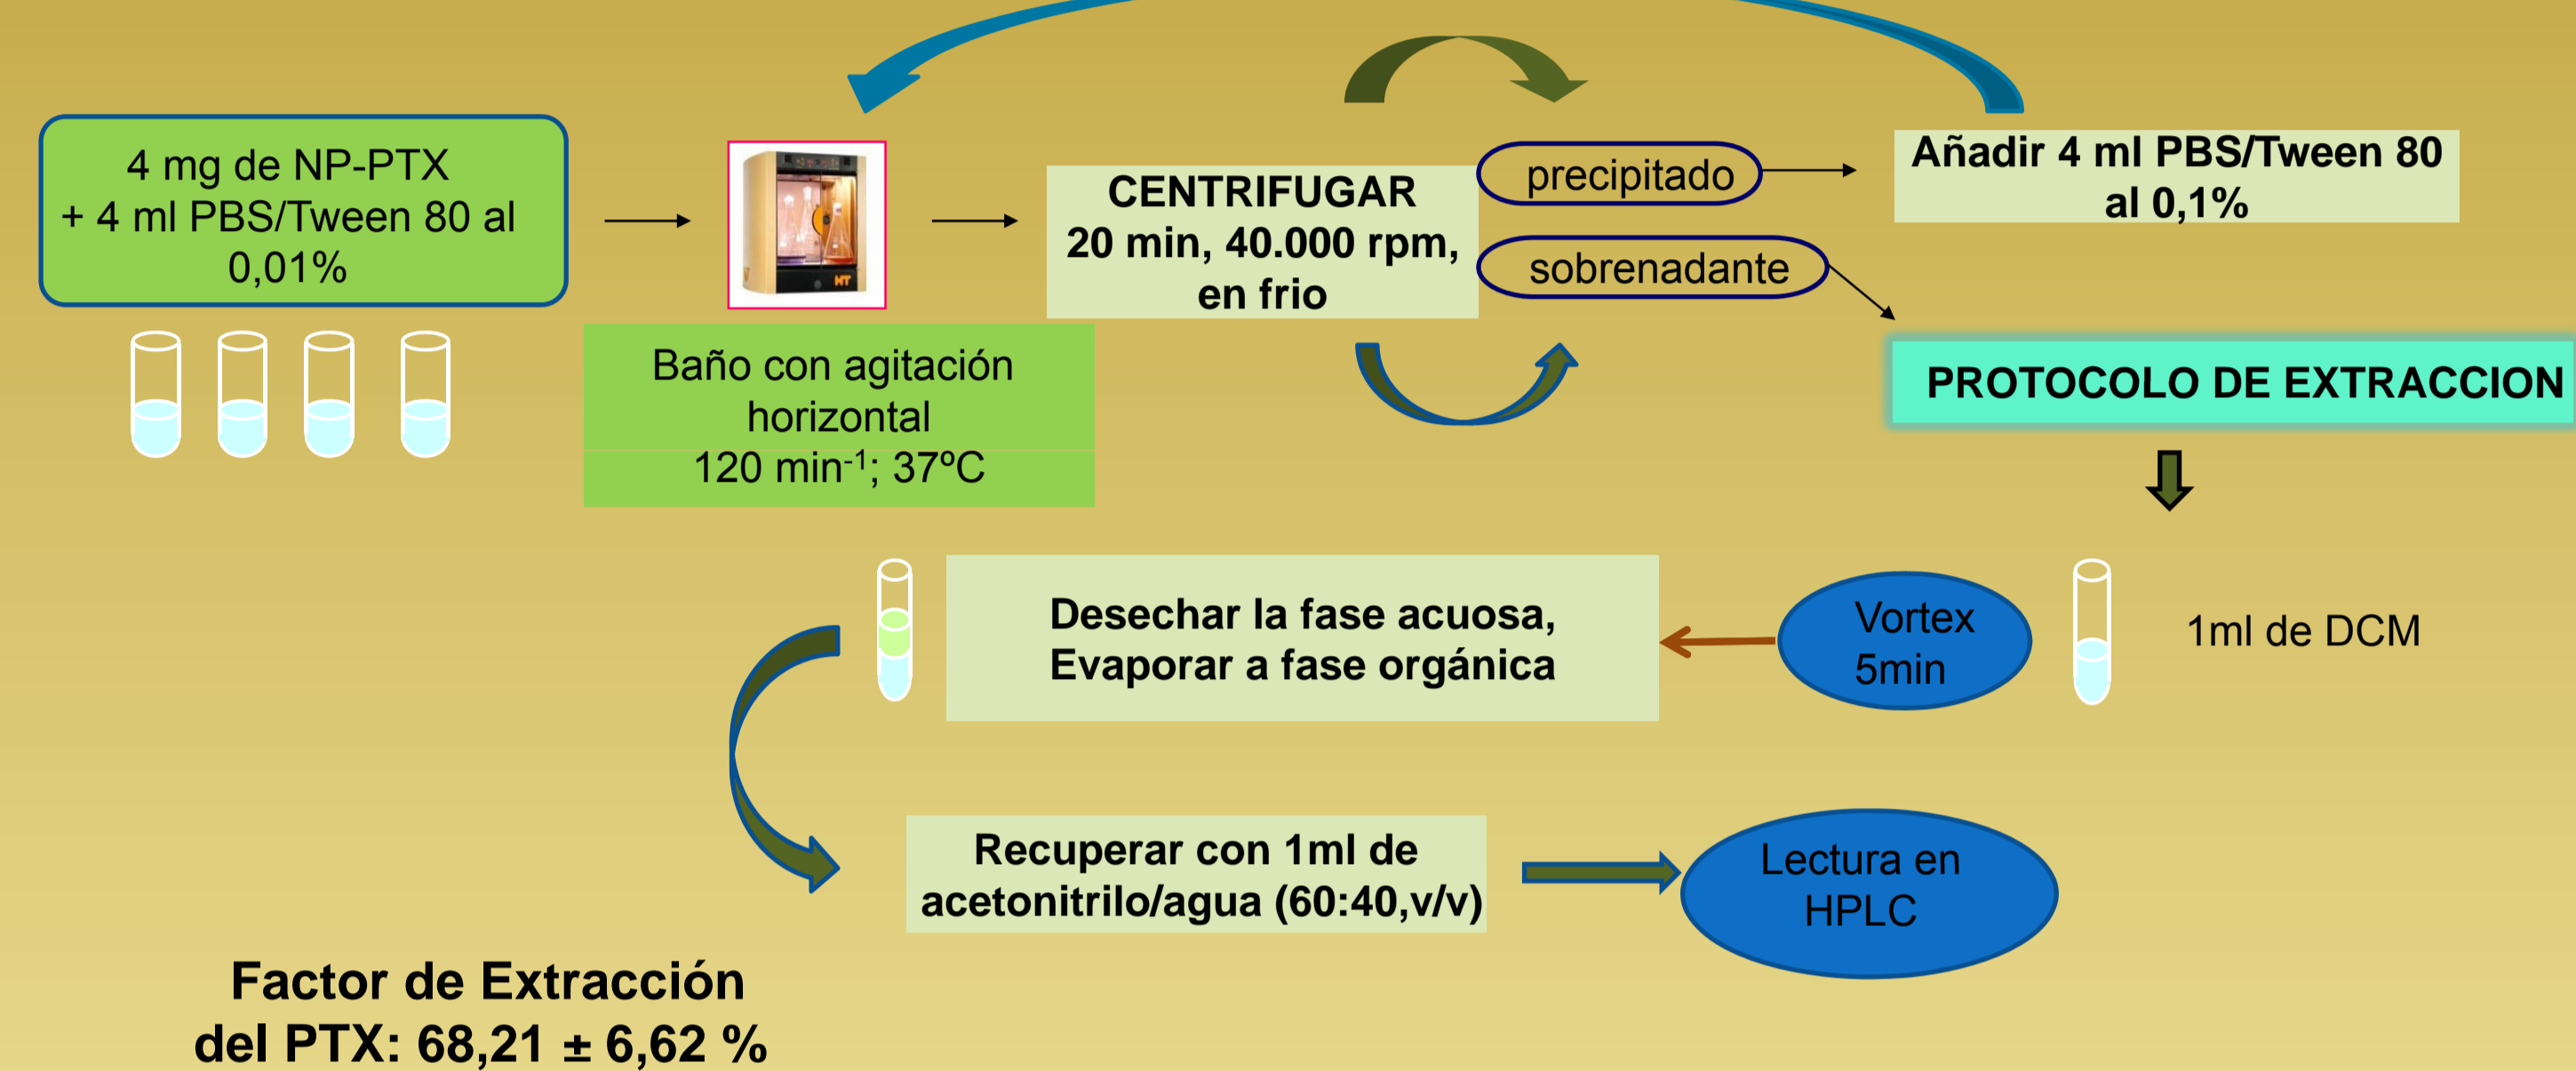 4 mg de NP-PTX
+ 4 ml PBS/Tween 80 al
0,01%
Baño con agitación
horizontal
120 min⁻¹; 37ºC
CENTRIFUGAR
20 min, 40.000 rpm,
en frio
precipitado
sobrenadante
Añadir 4 ml PBS/Tween 80
al 0,1%
PROTOCOLO DE EXTRACCION
1ml de DCM
Vortex
5min
Desechar la fase acuosa,
Evaporar a fase orgánica
Recuperar con 1ml de
acetonitrilo/agua (60:40,v/v)
Lectura en
HPLC
Factor de Extracción
del PTX: 68,21 ± 6,62 %